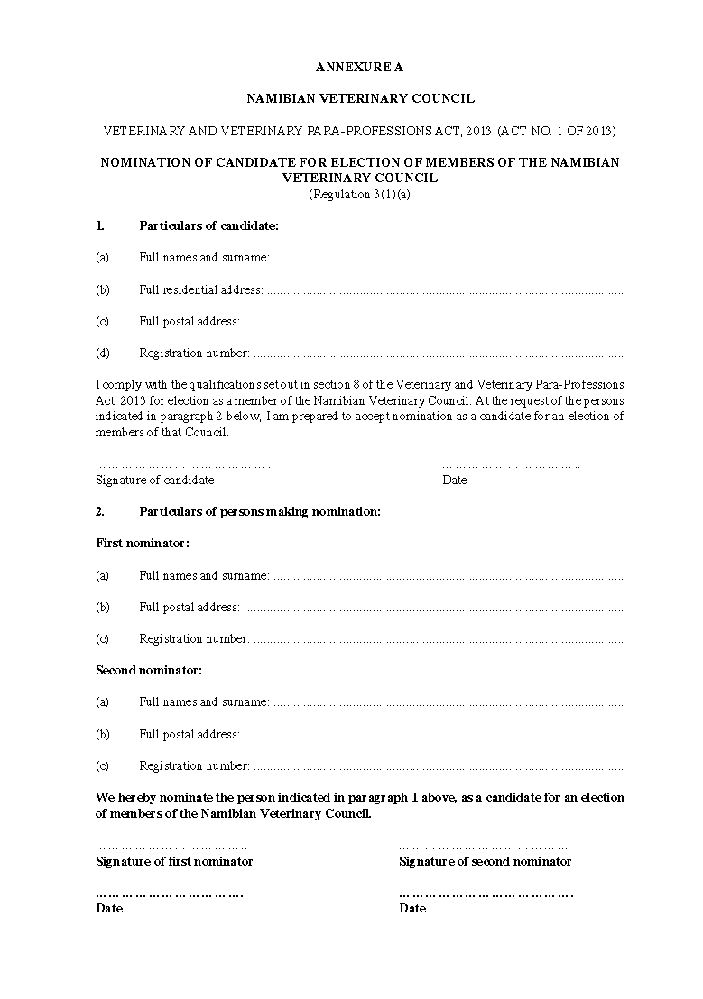 ANNEXURE A
NAMIBIAN VETERINARY COUNCIL
VETERINARY AND VETERINARY PARA-PROFESSIONS ACT, 2013 (ACT NO. 1 OF 2013)
NOMINATION OF CANDIDATE FOR ELECTION OF MEMBERS OF THE NAMIBIAN
VETERINARY COUNCIL
(Regulation 3(1)(a)
1. Particulars of candidate:
(a) Full names and surname: ..........................................................................................................
(b) Full residential address: ............................................................................................................
(c) Full postal address: ...................................................................................................................
(d) Registration number: ................................................................................................................
I comply with the qualifications set out in section 8 of the Veterinary and Veterinary Para-Professions
Act, 2013 for election as a member of the Namibian Veterinary Council. At the request of the persons
indicated in paragraph 2 below, I am prepared to accept nomination as a candidate for an election of
members of that Council.
…………………………………. …………………………..
Signature of candidate Date
2. Particulars of persons making nomination:
First nominator:
(a) Full names and surname: ..........................................................................................................
(b) Full postal address: ...................................................................................................................
(c) Registration number: ................................................................................................................
Second nominator:
(a) Full names and surname: ..........................................................................................................
(b) Full postal address: ...................................................................................................................
(c) Registration number: ................................................................................................................
We hereby nominate the person indicated in paragraph 1 above, as a candidate for an election
of members of the Namibian Veterinary Council.
…………………………….. …………………………………
Signature of first nominator Signature of second nominator
……………………………. ………………………………….
Date Date